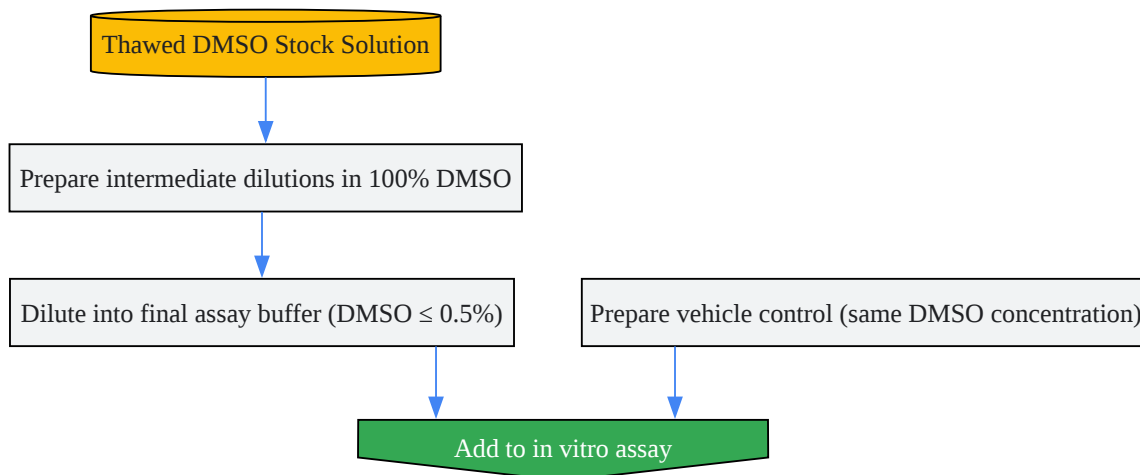 Thawed DMSO Stock Solution
Prepare intermediate dilutions in 100% DMSO
Dilute into final assay buffer (DMSO ≤ 0.5%)
Prepare vehicle control (same DMSO concentration)
Add to in vitro assay